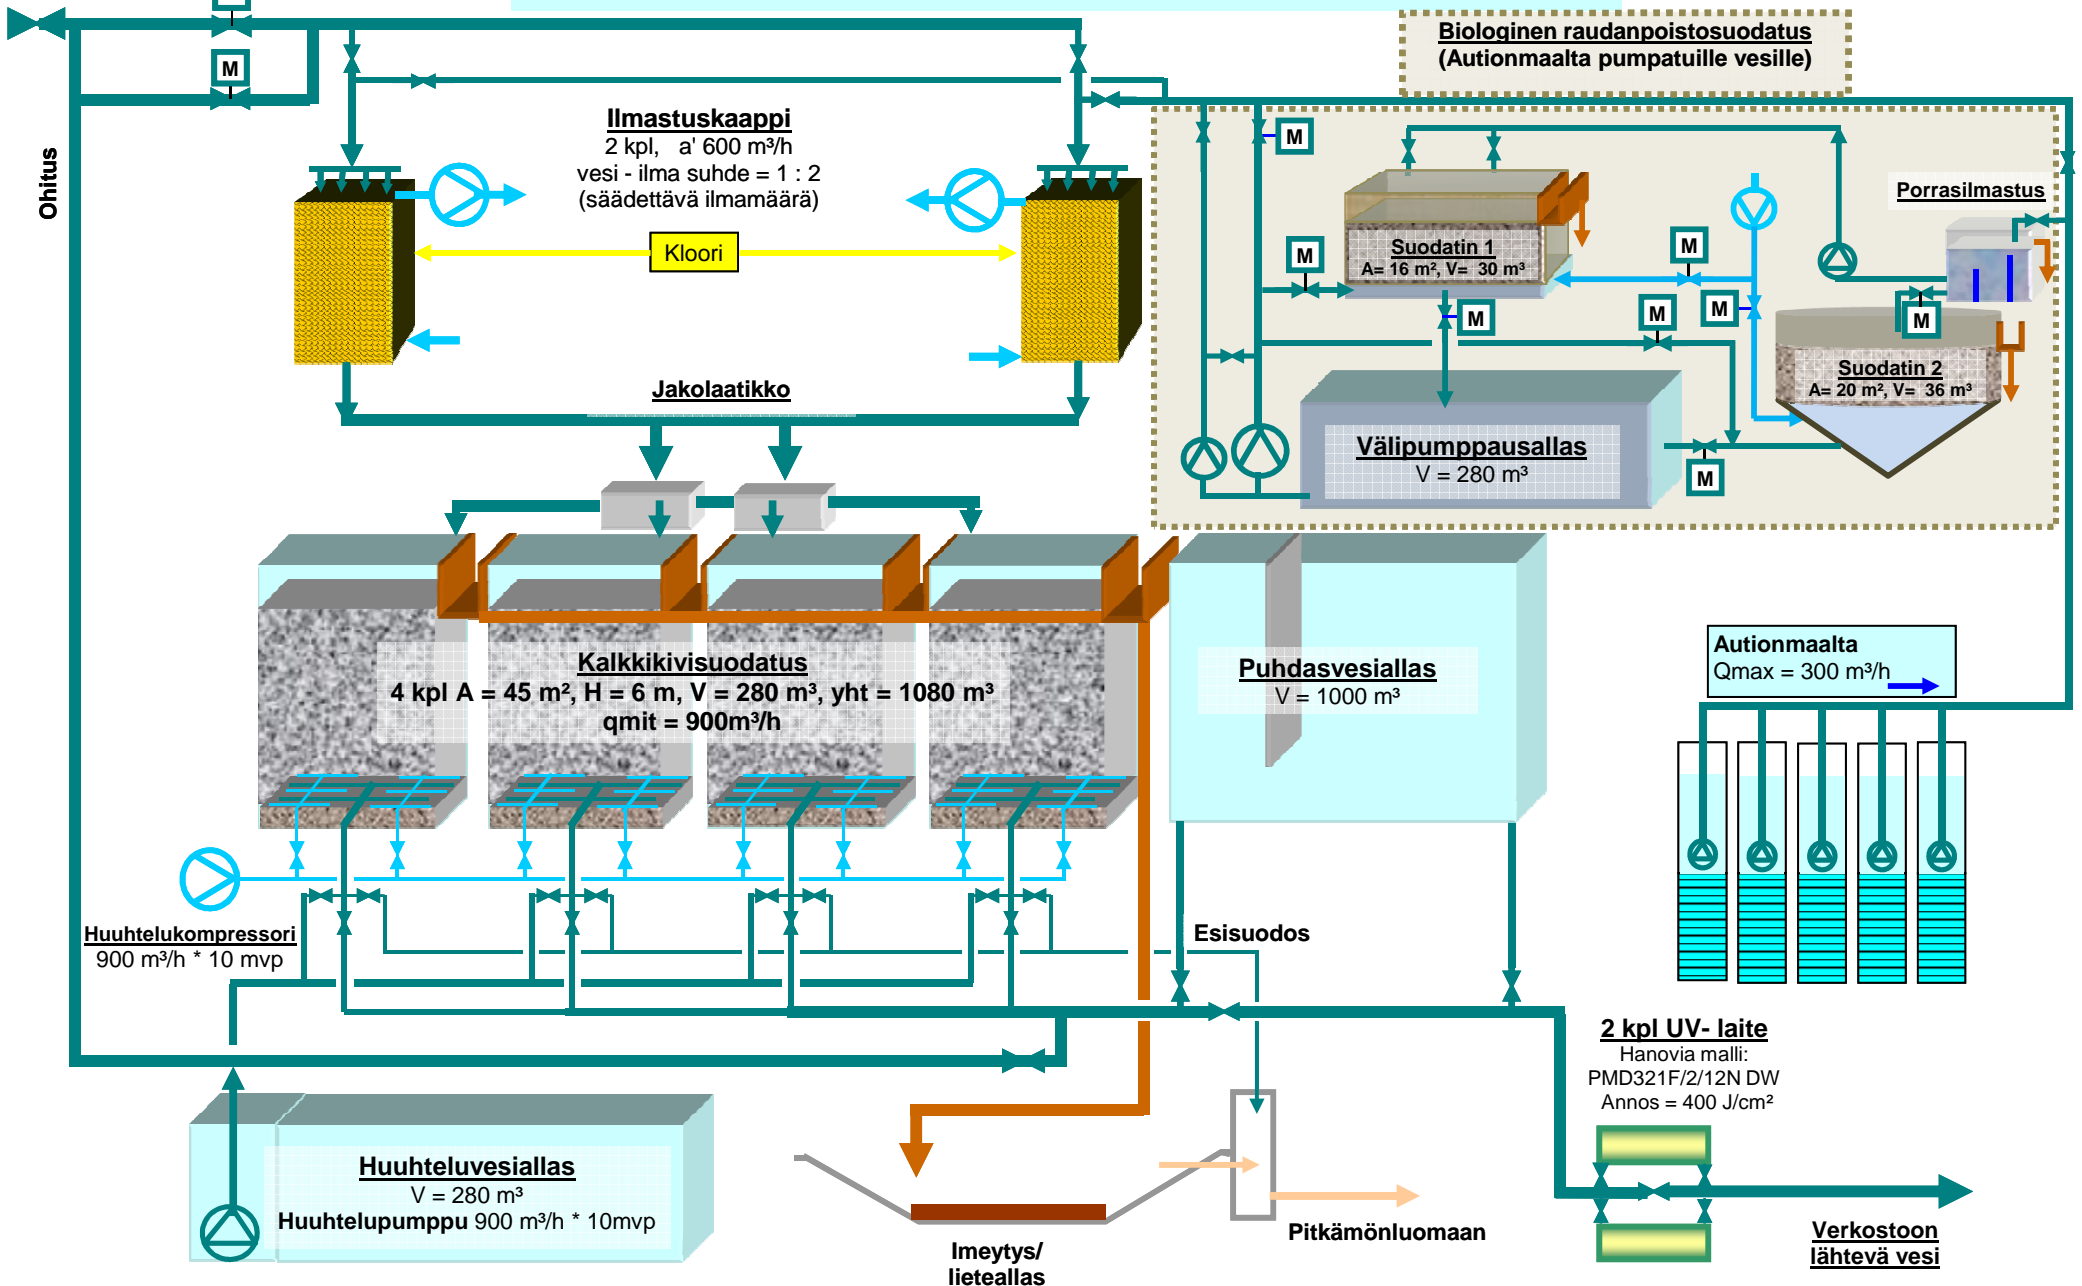 Biologinen raudanpoistosuodatus
(Autionmaalta pumpatuille vesille)
M
Ohitus
Ilmastuskaappi
2 kpl, a' 600 m³/h
vesi - ilma suhde = 1 : 2
(säädettävä ilmamäärä)
Kloori
M
Porrasilmastus
Suodatin 1
A= 16 m², V= 30 m³
M
M
M
M
M
M
Suodatin 2
A= 20 m², V= 36 m³
Jakolaatikko
Välipumppausallas
V = 280 m³
M
Kalkkikivisuodatus
4 kpl A = 45 m², H = 6 m, V = 280 m³, yht = 1080 m³
qmit = 900m³/h
Puhdasvesiallas
V = 1000 m³
Autionmaalta
Qmax = 300 m³/h
Huuhtelukompressori
900 m³/h * 10 mvp
Esisuodos
2 kpl UV- laite
Hanovia malli:
PMD321F/2/12N DW
Annos = 400 J/cm²
Huuhteluvesiallas
V = 280 m³
Huuhtelupumppu 900 m³/h * 10mvp
Imeytys/
lieteallas
Pitkämönluomaan
Verkostoon
lähtevä vesi